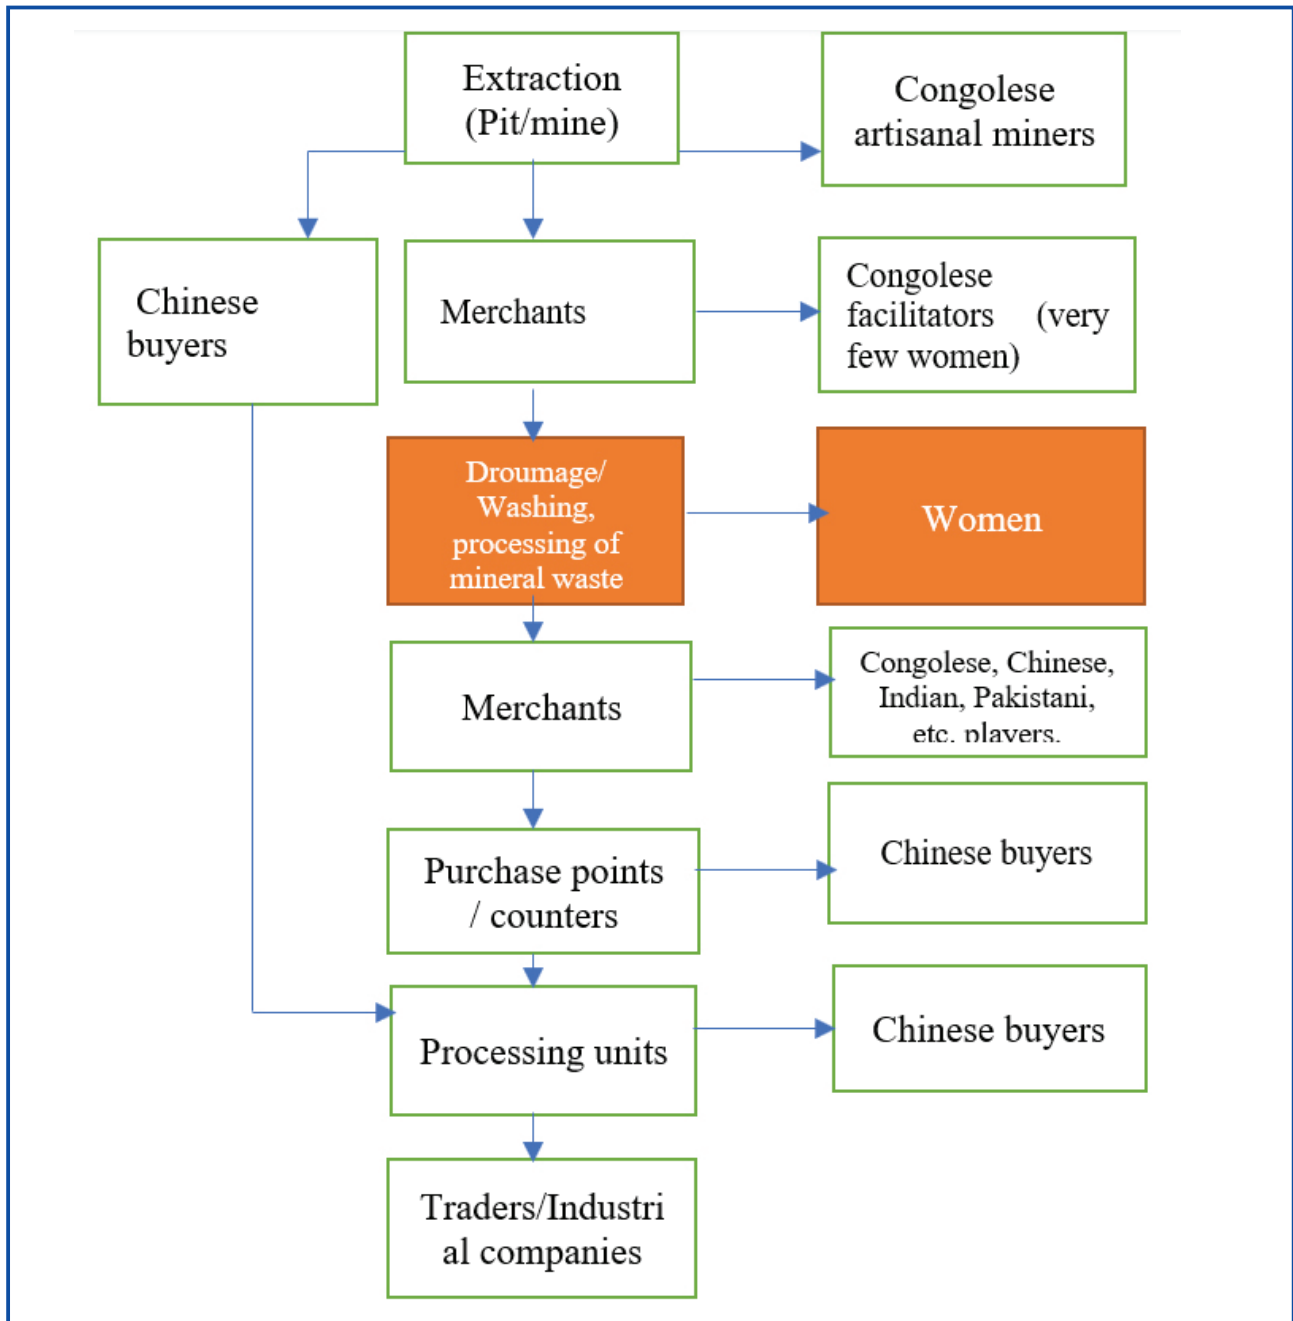 Extraction
(Pit/mine)
Congolese
artisanal miners
Chinese
buyers
Merchants
Congolese
facilitators (very
few women)
Droumage/
Washing,
processing of
mineral waste
Women
Merchants
Congolese, Chinese,
Indian, Pakistani,
etc. players.
Purchase points
/ counters
Chinese buyers
Processing units
Chinese buyers
Traders/Industri
al companies